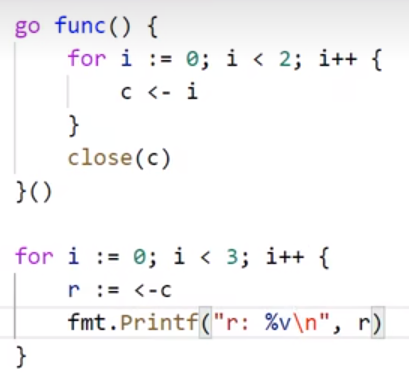 go func() {
    for i := 0; i < 2; i++ {
        c <- i
    }
    close(c)
}()

for i := 0; i < 3; i++ {
    r := <-c
    fmt.Printf("r: %v\n", r)
}